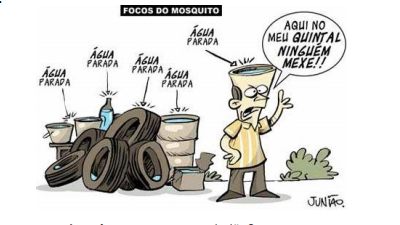 FOCOS DO MOSQUITO
ÁGUA
PARADA
ÁGUA
PARADA
ÁGUA
PARADA
ÁGUA
PARADA
ÁGUA
PARADA
AQUI NO
MEU QUINTAL
NINGUÉM
MEXE!!
JUNIÃO.